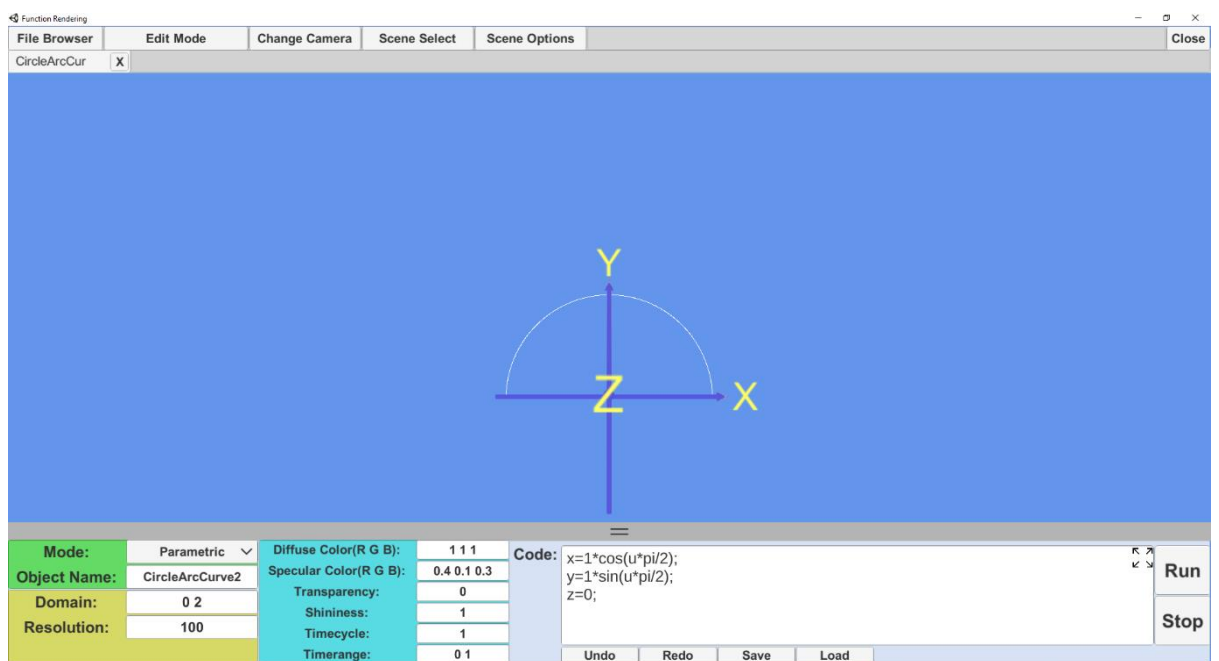 Function Rendering
File Browser Edit Mode Change Camera Scene Select Scene Options Close
CircleArcCur X
Y
Z X
Mode: Parametric
Object Name: CircleArcCurve2
Domain: 0 2
Resolution: 100
Diffuse Color(R G B): 1 1 1
Specular Color(R G B): 0.4 0.1 0.3
Transparency: 0
Shininess: 1
Timecycle: 1
Timerange: 0 1
Code:
x=1*cos(u*pi/2);
y=1*sin(u*pi/2);
z=0;
Run
Stop
Undo Redo Save Load